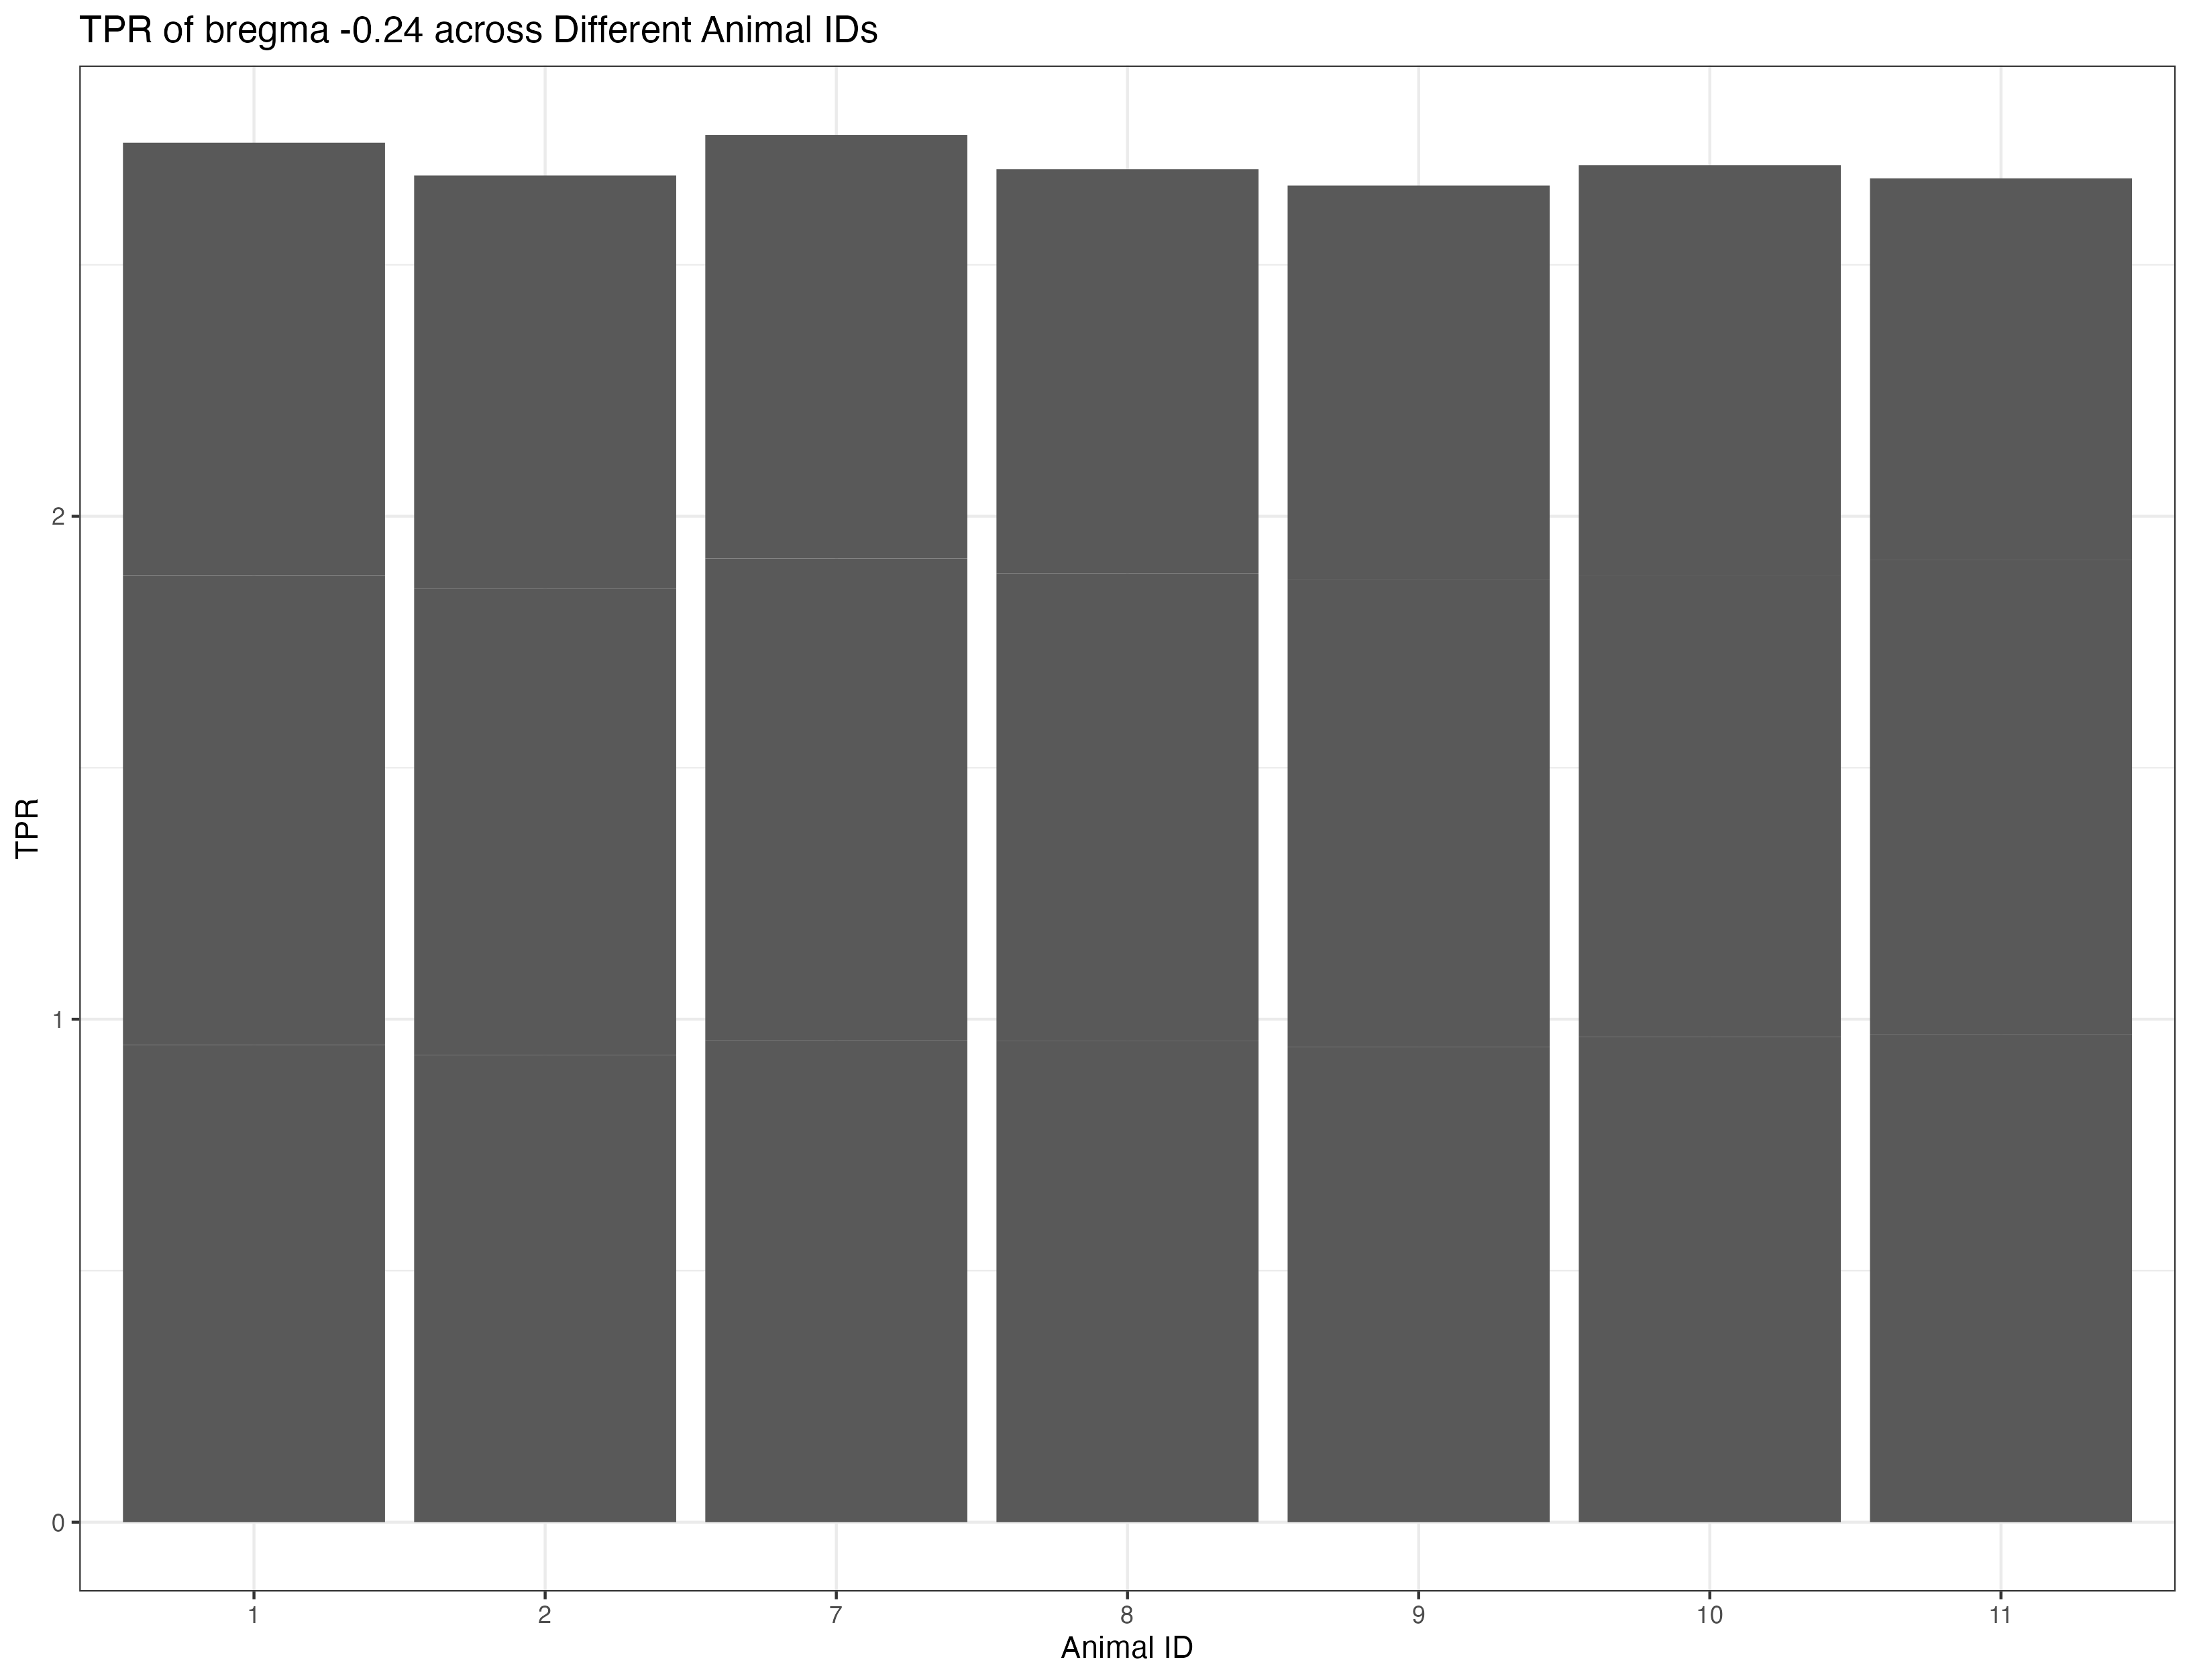 TPR of bregma -0.24 across Different Animal IDs
TPR
2
1
0
1 2 7 8 9 10 11
Animal ID